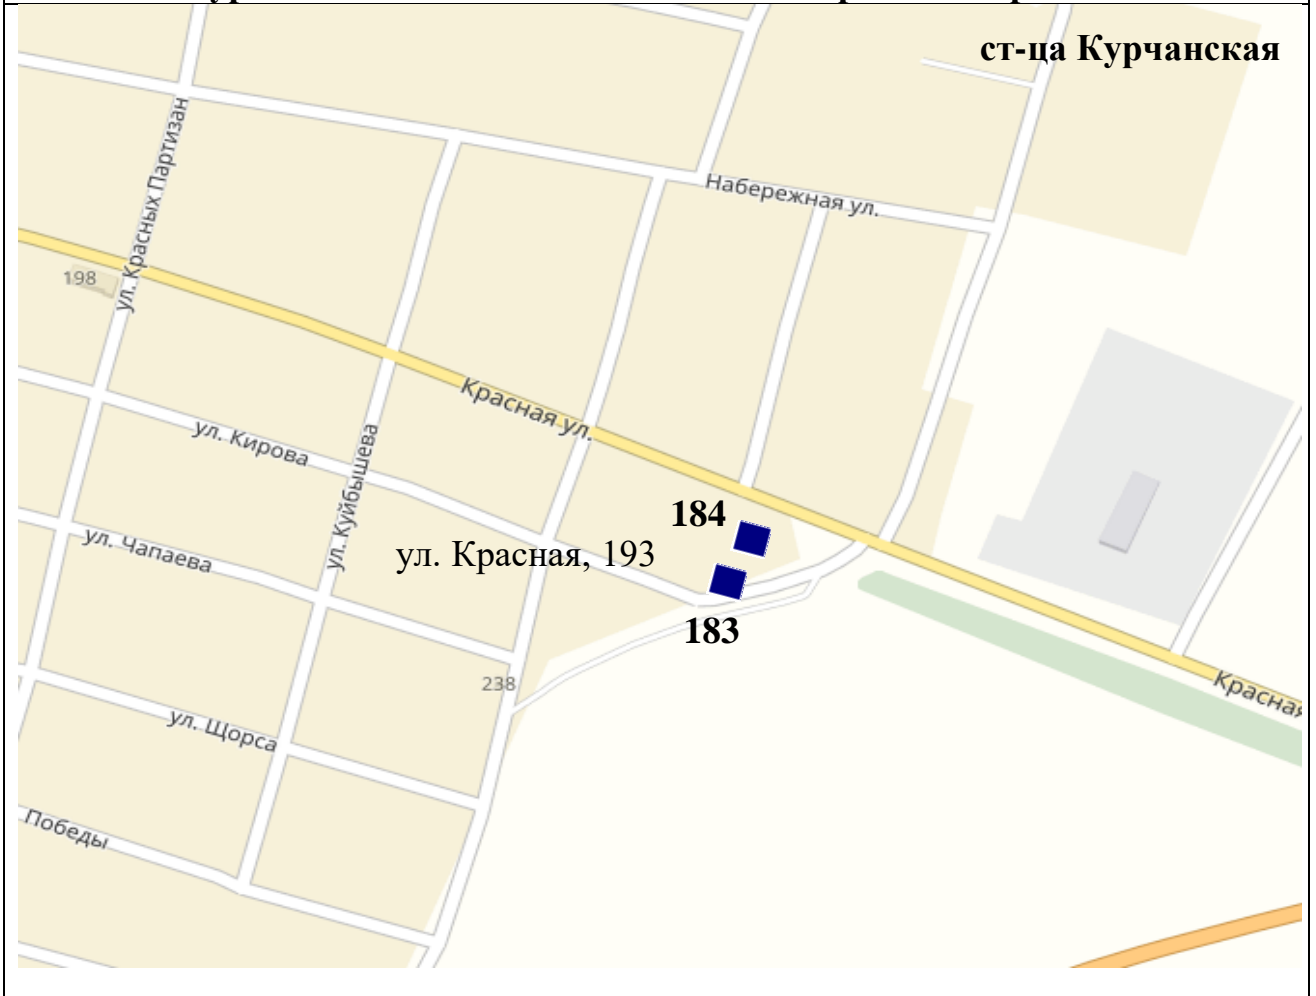 ст-ца Курчанская
ул. Красных Партизан
Набережная ул.
198
Красная ул.
ул. Кирова
ул. Куйбышева
184
ул. Чапаева
ул. Красная, 193
183
238
Красная
ул. Щорса
Победы